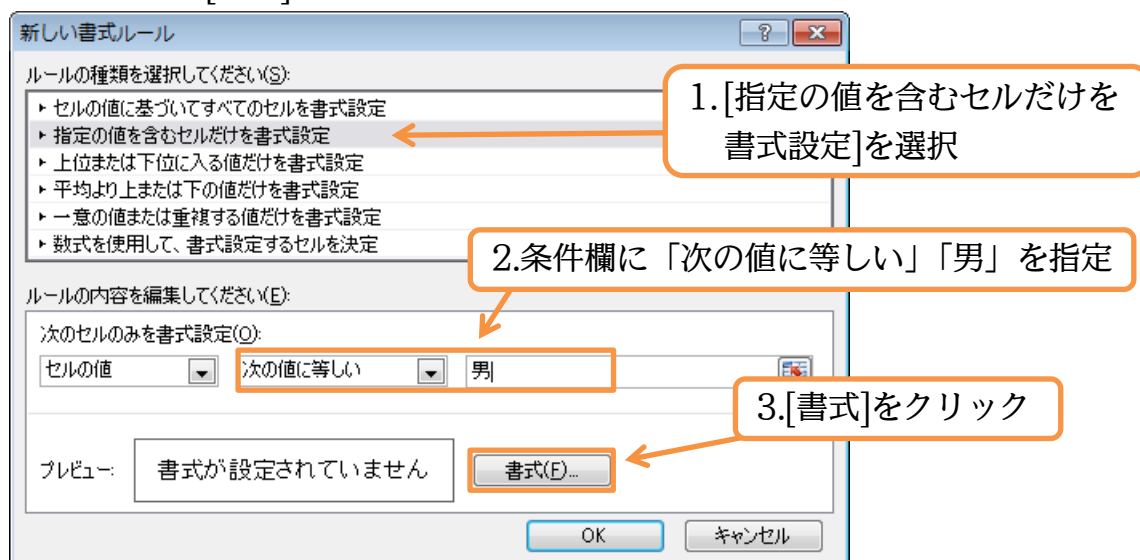 新しい書式ルール
ルールの種類を選択してください(S):
セルの値に基づいてすべてのセルを書式設定
指定の値を含むセルだけを書式設定
上位または下位に入る値だけを書式設定
平均より上または下の値だけを書式設定
一意の値または重複する値だけを書式設定
数式を使用して、書式設定するセルを決定
1.[指定の値を含むセルだけを
書式設定]を選択
2.条件欄に「次の値に等しい」「男」を指定
ルールの内容を編集してください(E):
次のセルのみを書式設定(O):
セルの値 次の値に等しい 男
3.[書式]をクリック
プレビュー: 書式が設定されていません 書式(F)...
OK キャンセル